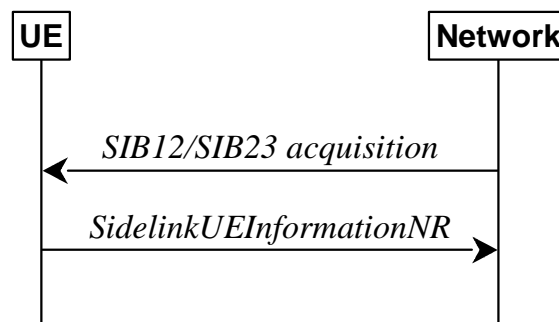 UE
Network
SIB12/SIB23 acquisition
SidelinkUEInformationNR